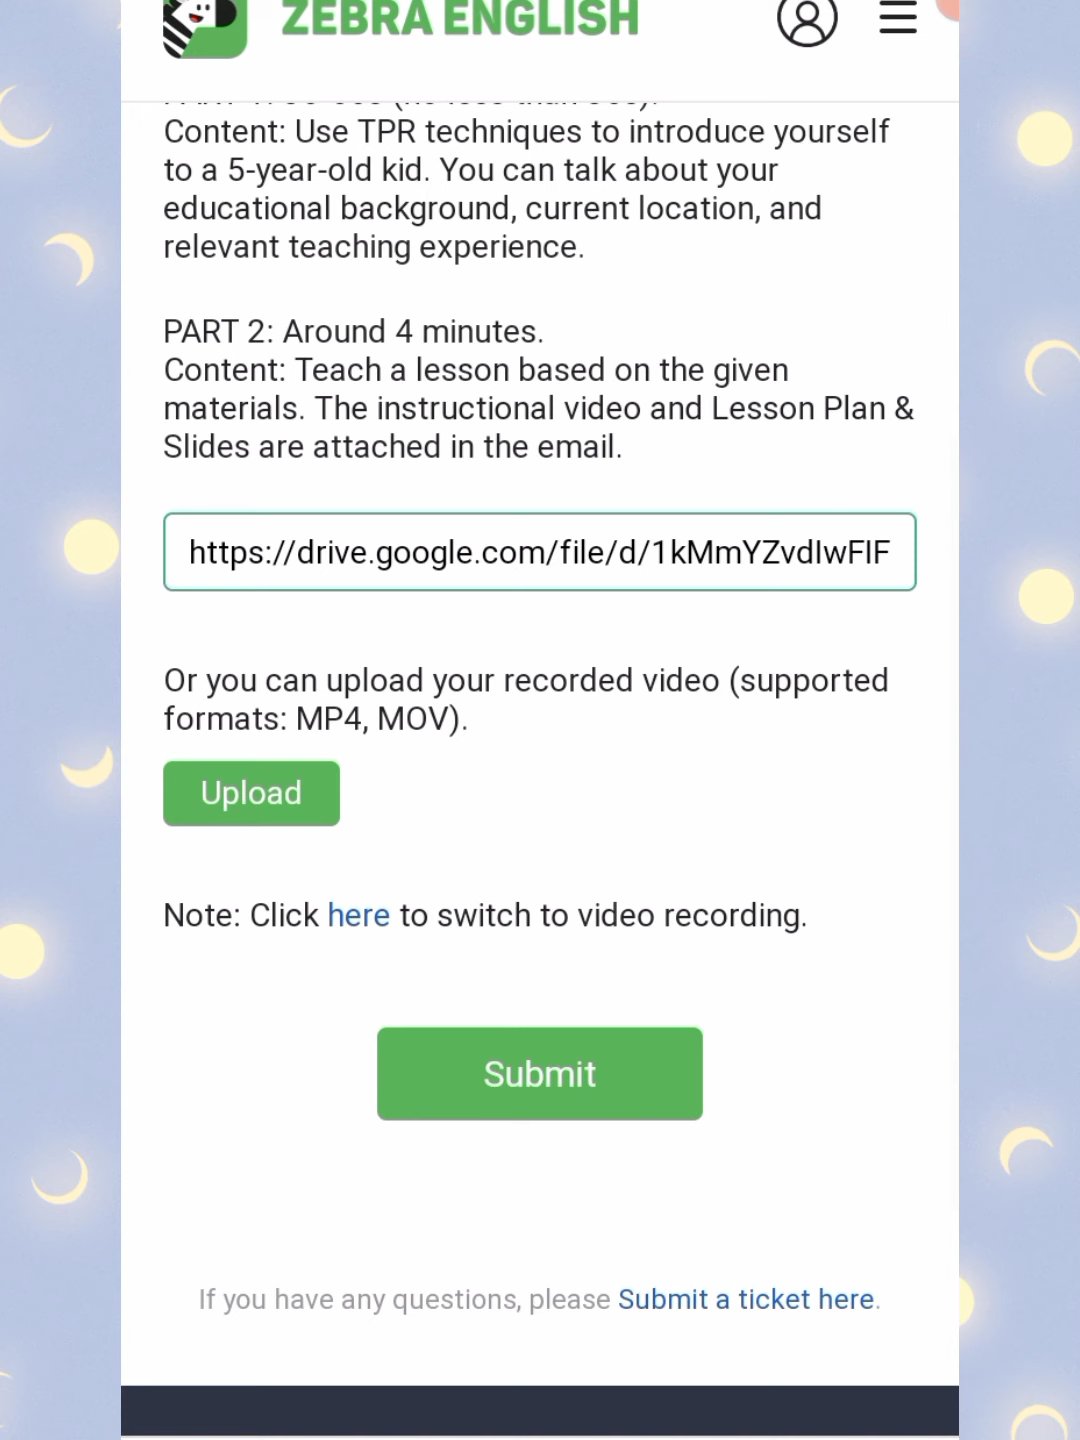 ZEBRA ENGLISH
Content: Use TPR techniques to introduce yourself
to a 5-year-old kid. You can talk about your
educational background, current location, and
relevant teaching experience.
PART 2: Around 4 minutes.
Content: Teach a lesson based on the given
materials. The instructional video and Lesson Plan &
Slides are attached in the email.
https://drive.google.com/file/d/1kMmYZvdIwFIF
Or you can upload your recorded video (supported
formats: MP4, MOV).
Upload
Note: Click here to switch to video recording.
Submit
If you have any questions, please Submit a ticket here.